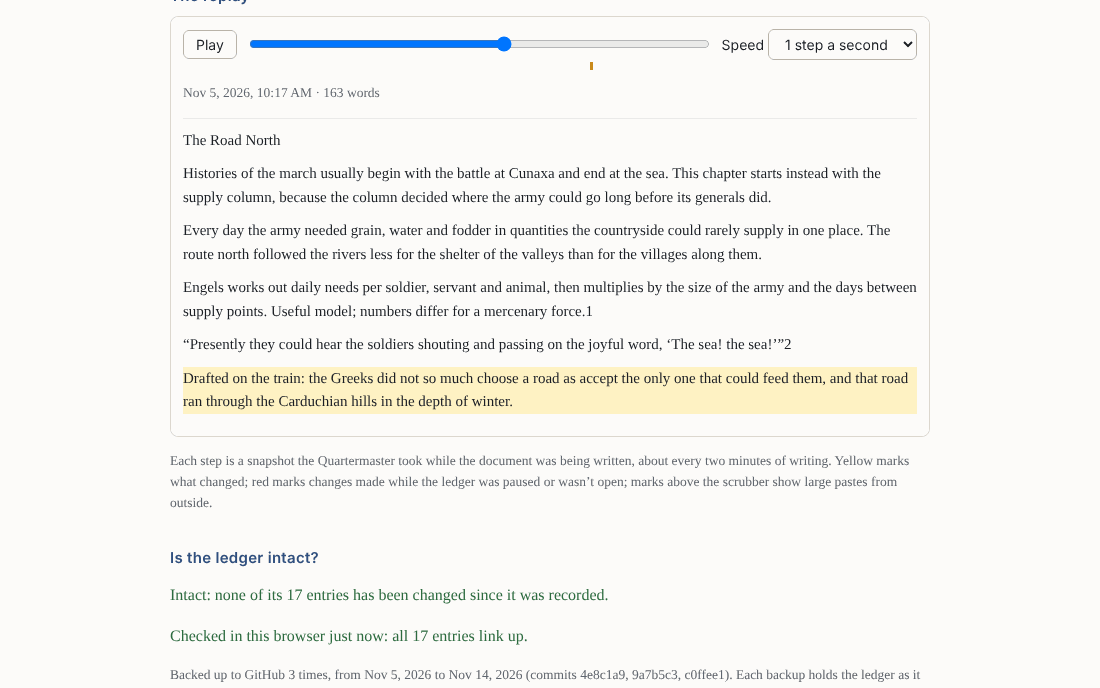 The replay
Play
Speed
1 step a second
Nov 5, 2026, 10:17 AM · 163 words
The Road North
Histories of the march usually begin with the battle at Cunaxa and end at the sea. This chapter starts instead with the
supply column, because the column decided where the army could go long before its generals did.
Every day the army needed grain, water and fodder in quantities the countryside could rarely supply in one place. The
route north followed the rivers less for the shelter of the valleys than for the villages along them.
Engels works out daily needs per soldier, servant and animal, then multiplies by the size of the army and the days between
supply points. Useful model; numbers differ for a mercenary force.1
“Presently they could hear the soldiers shouting and passing on the joyful word, ‘The sea! the sea!’”2
Drafted on the train: the Greeks did not so much choose a road as accept the only one that could feed them, and that road
ran through the Carduchian hills in the depth of winter.
Each step is a snapshot the Quartermaster took while the document was being written, about every two minutes of writing. Yellow marks
what changed; red marks changes made while the ledger was paused or wasn’t open; marks above the scrubber show large pastes from
outside.
Is the ledger intact?
Intact: none of its 17 entries has been changed since it was recorded.
Checked in this browser just now: all 17 entries link up.
Backed up to GitHub 3 times, from Nov 5, 2026 to Nov 14, 2026 (commits 4e8c1a9, 9a7b5c3, c0ffee1). Each backup holds the ledger as it